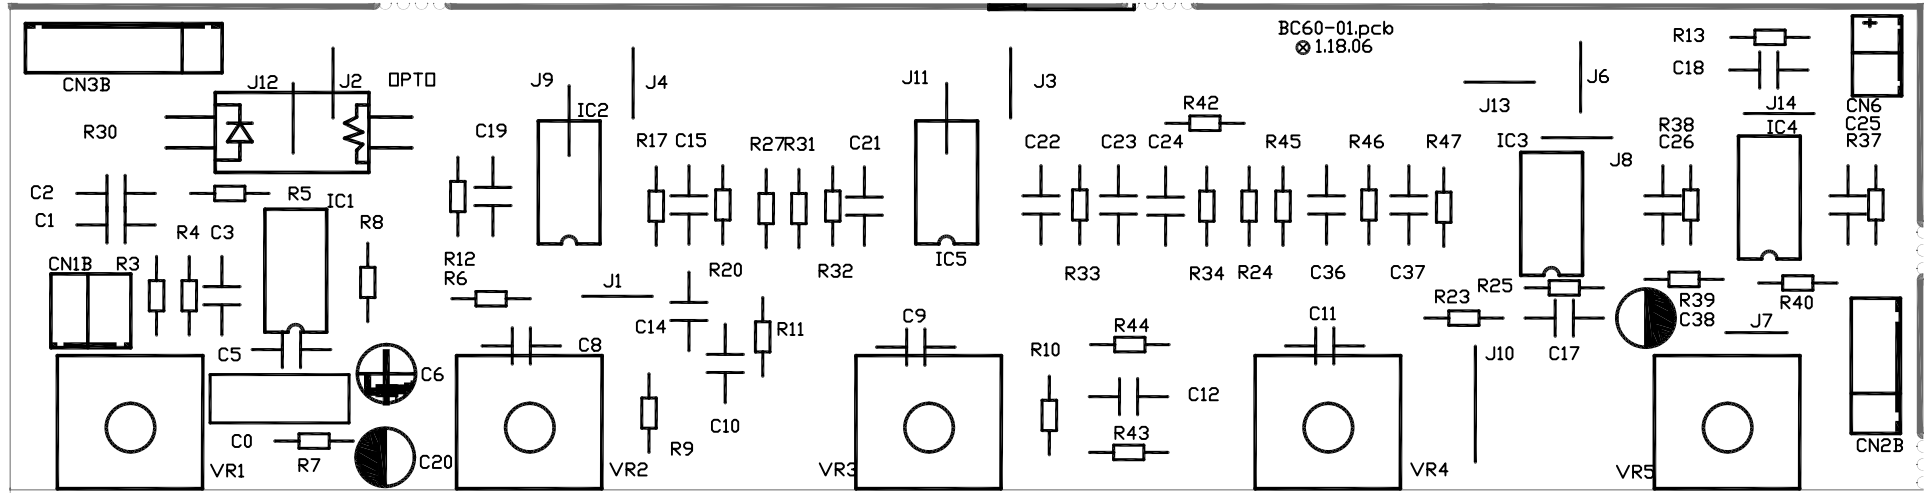 BC60-01.pcb
1.18.06
R13
C18
CN3B
J12
J2
OPTO
J9
J4
J11
J3
J6
J13
CN6
J14
R30
C19
IC2
R17
C15
R27
R31
C21
C22
C23
C24
R42
R45
R46
R47
IC3
J8
R38
C26
IC4
C25
R37
C2
R5
IC1
C1
R4
C3
R8
CN1B
R3
R12
R6
J1
R20
R32
IC5
R33
R34
R24
C36
C37
R25
R23
R39
C38
R40
J7
C14
R11
C9
R44
C11
C5
C8
C6
R10
J10
C17
C12
C0
R7
C20
C10
R9
R43
CN2B
VR1
VR2
VR3
VR4
VR5